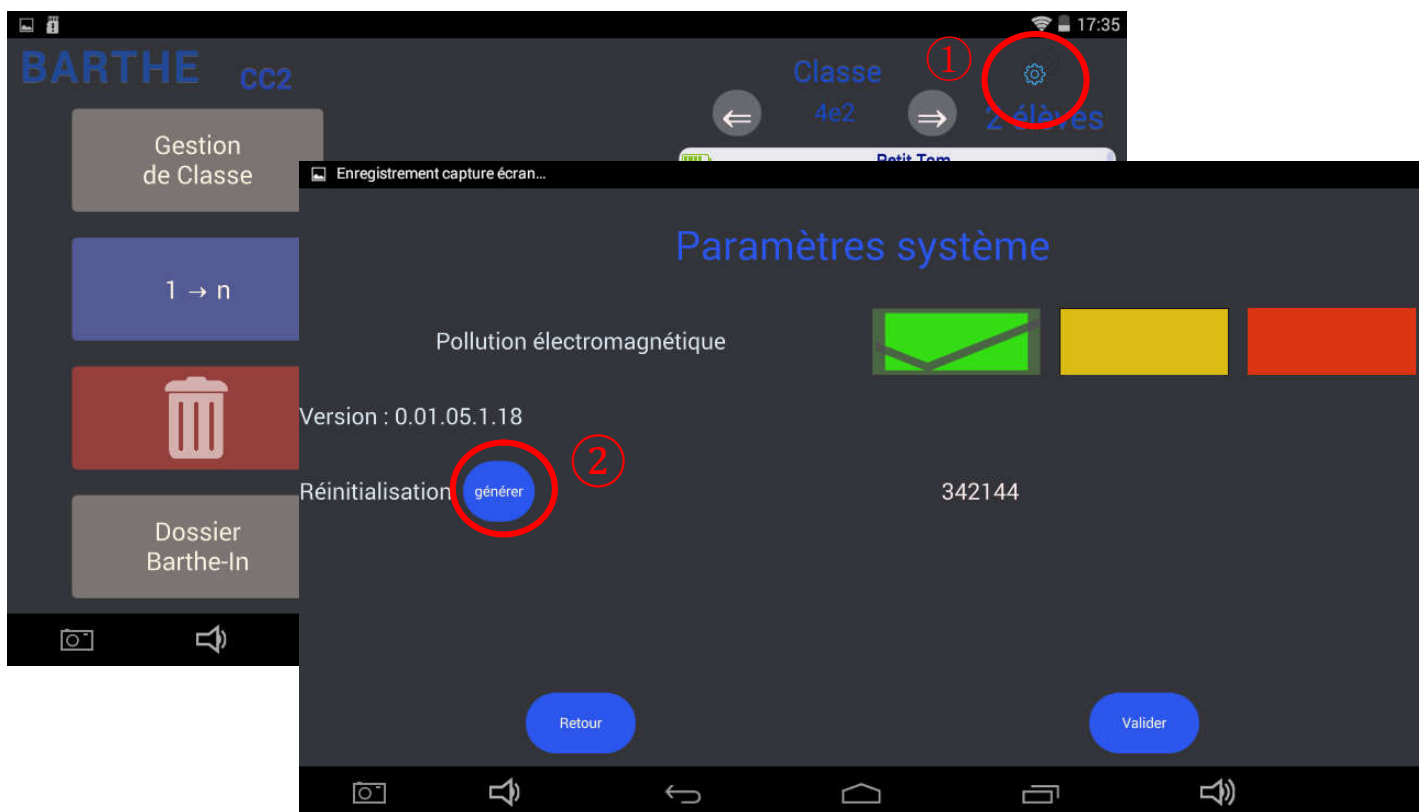 17:35
BARTHE CC2
Classe
①
4e2
2 élèves
Petit Tom
Gestion
de Classe
1 → n
Dossier
Barthe-In
Enregistrement capture écran...
Paramètres système
Pollution électromagnétique
Version : 0.01.05.1.18
Réinitialisation générer ② 342144
Retour Valider